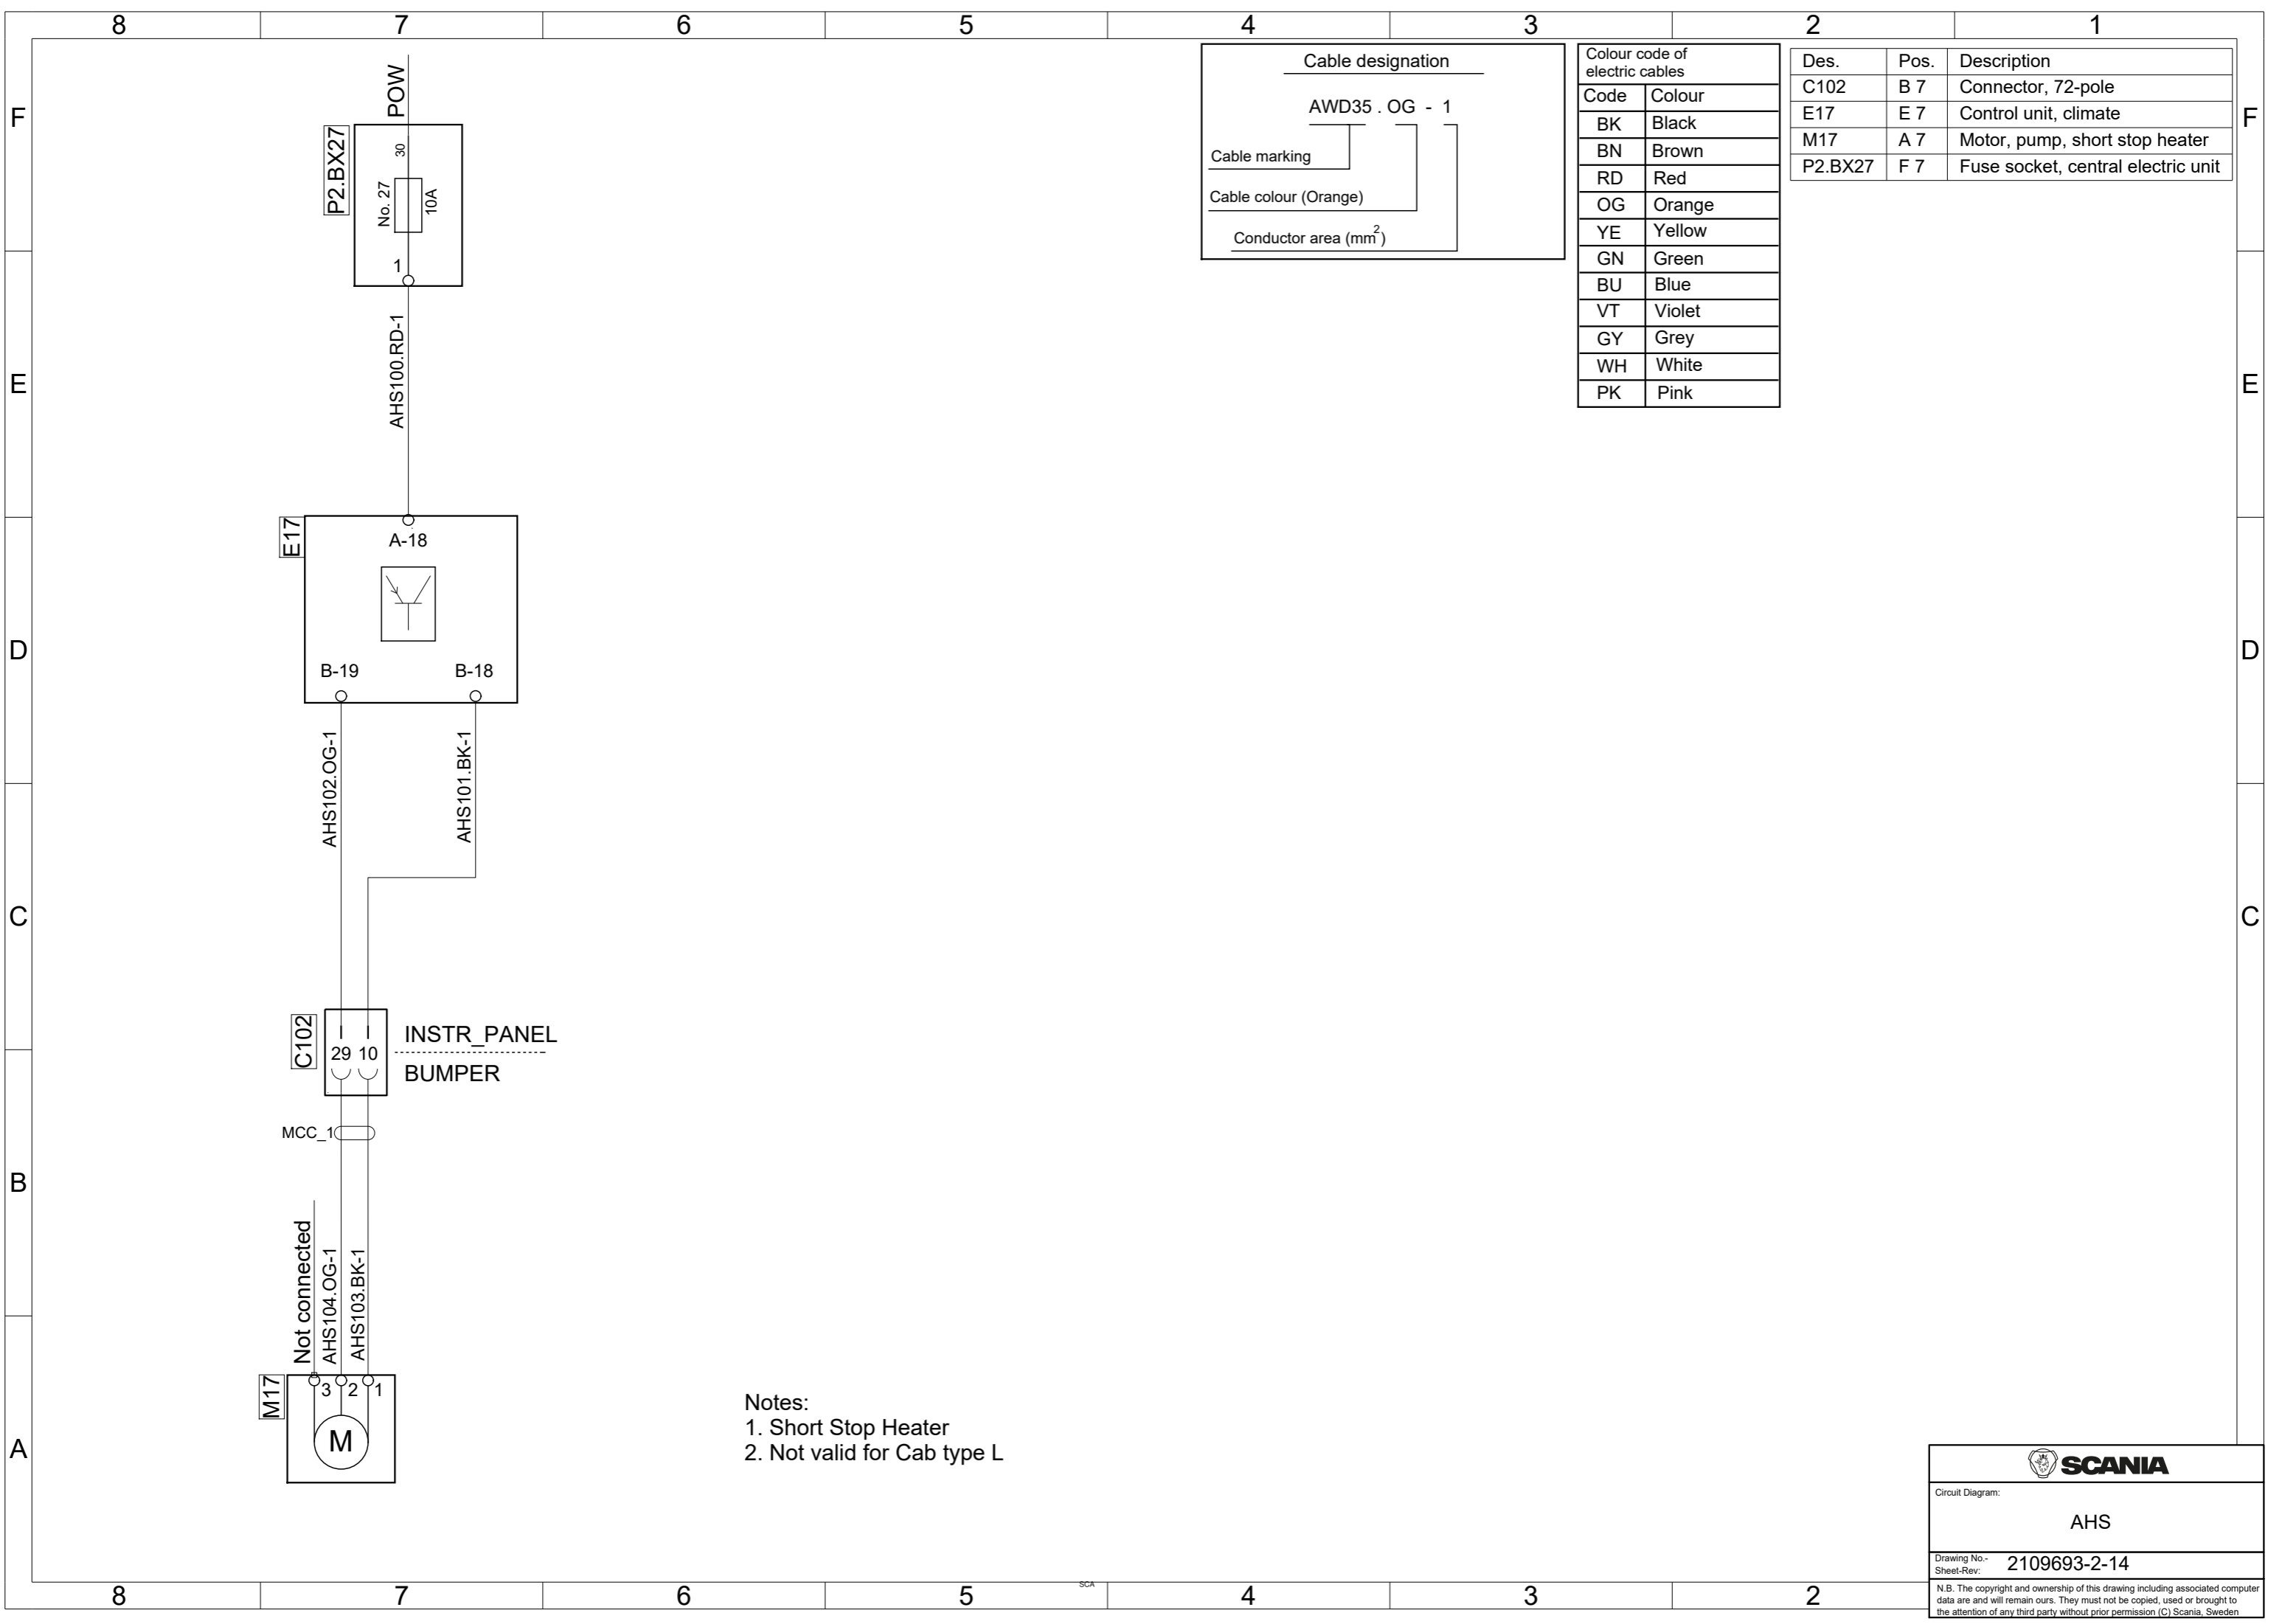 8 7 6 5 4 3 2 1
F
E
D
C
B
A
POW
P2.BX27
30
No. 27
10A
1
AHS100.RD-1
E17
A-18
B-19 B-18
AHS102.OG-1
AHS101.BK-1
C102
29 10
INSTR_PANEL
BUMPER
MCC_1
Not connected
AHS104.OG-1
AHS103.BK-1
M17
3 2 1
M
Notes:
1. Short Stop Heater
2. Not valid for Cab type L
Cable designation
AWD35 . OG - 1
Cable marking
Cable colour (Orange)
Conductor area (mm2)
Colour code of
electric cables
Code Colour
BK Black
BN Brown
RD Red
OG Orange
YE Yellow
GN Green
BU Blue
VT Violet
GY Grey
WH White
PK Pink
Des. Pos. Description
C102 B 7 Connector, 72-pole
E17 E 7 Control unit, climate
M17 A 7 Motor, pump, short stop heater
P2.BX27 F 7 Fuse socket, central electric unit
F
E
D
C
SCANIA
Circuit Diagram:
AHS
Drawing No.-
Sheet-Rev: 2109693-2-14
N.B. The copyright and ownership of this drawing including associated computer
data are and will remain ours. They must not be copied, used or brought to
the attention of any third party without prior permission (C) Scania, Sweden
8 7 6 5 4 3 2
SCA